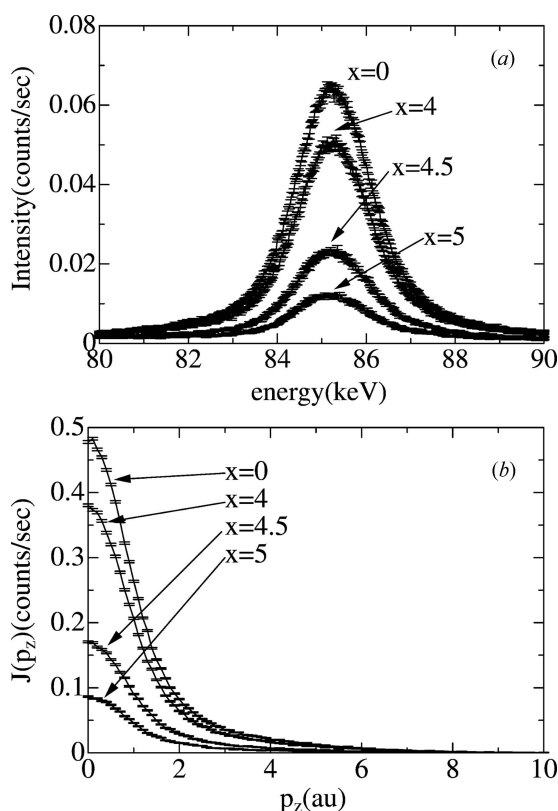 0.08
(a)
x=0
0.06
x=4
x=4.5
0.04
x=5
0.02
0
80 82 84 86 88 90
Intensity(counts/sec)
energy(keV)
0.5
(b)
x=0
0.4
x=4
x=4.5
0.3
x=5
0.2
0.1
0
0 2 4 6 8 10
J(pz)(counts/sec)
pz(au)